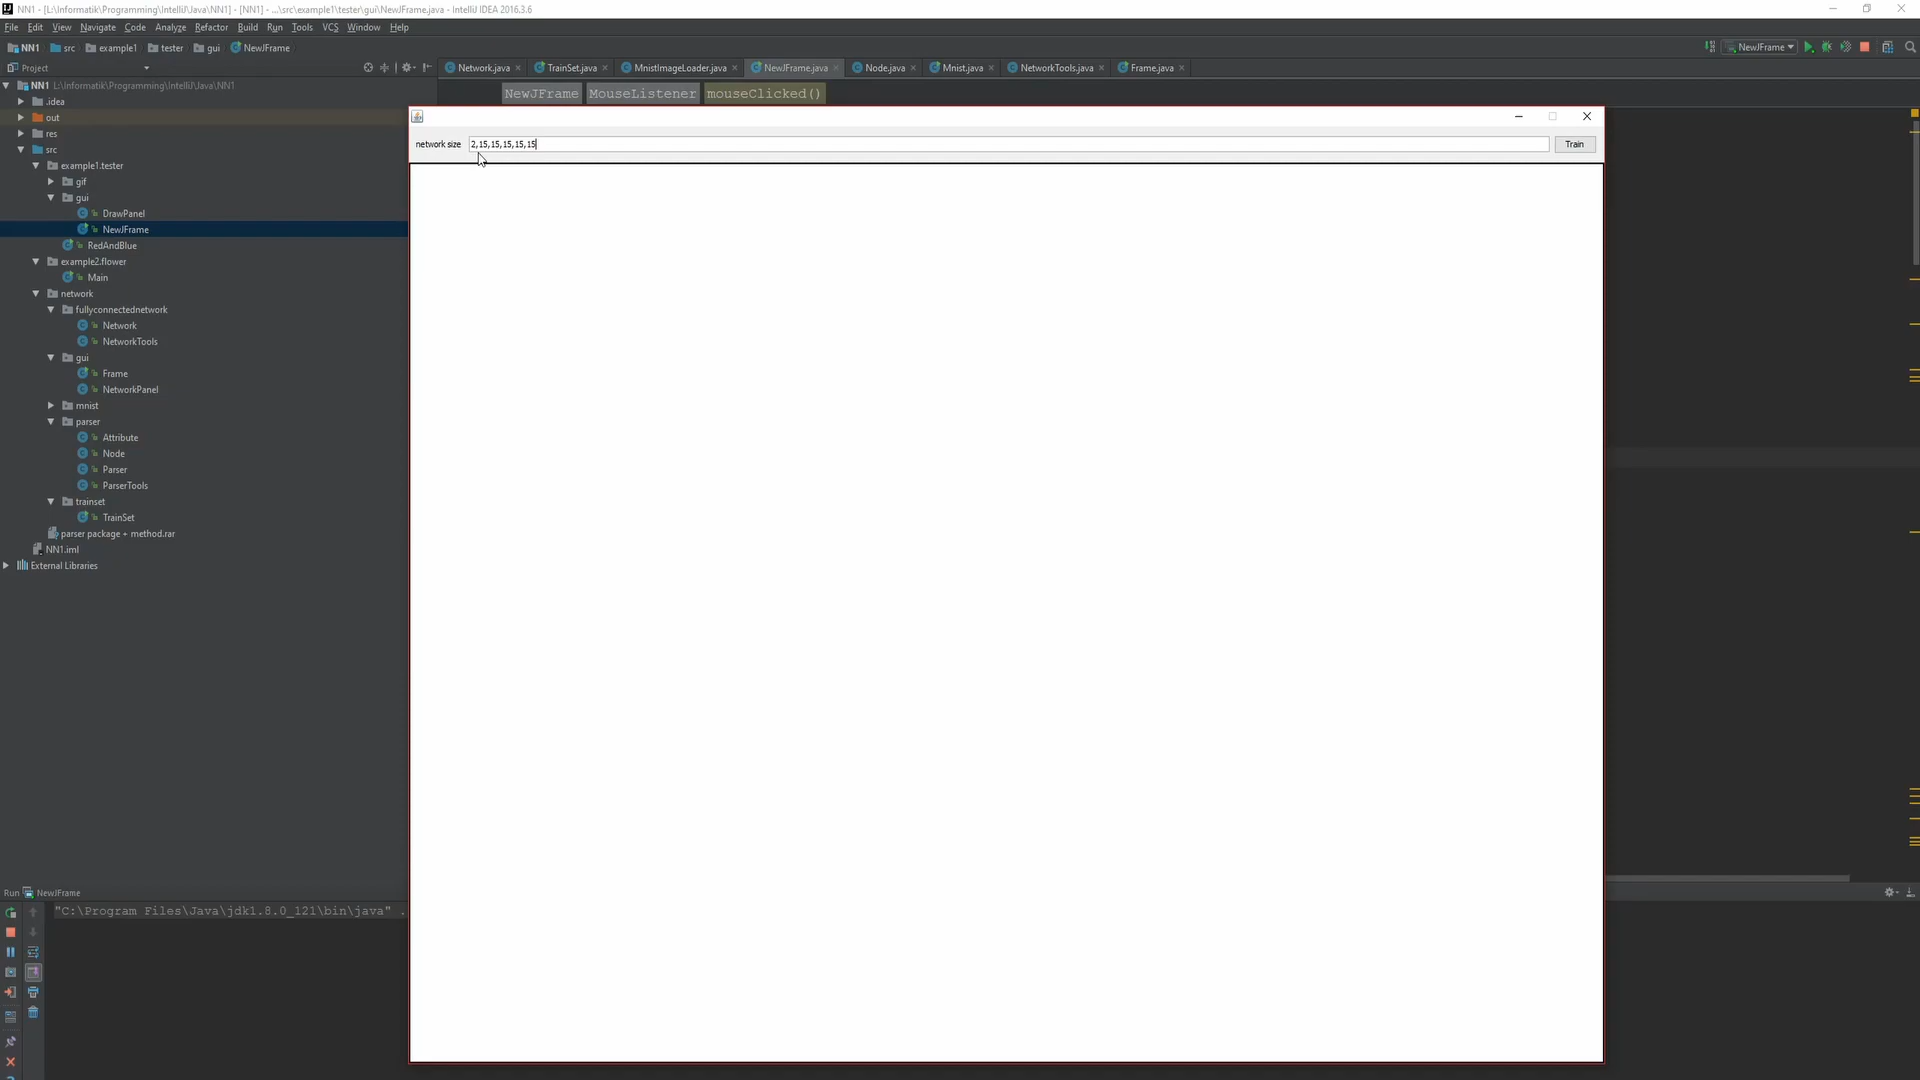 NN1 - [L:\Informatik\Programming\IntelliJ\Java\NN1] - [NN1] - ...\src\example1\tester\gui\NewJFrame.java - IntelliJ IDEA 2016.3.6
File Edit View Navigate Code Analyze Refactor Build Run Tools VCS Window Help
NN1 src example1 tester gui NewJFrame
NewJFrame
Project
Network.java TrainSet.java MnistImageLoader.java NewJFrame.java Node.java Mnist.java NetworkTools.java Frame.java
NN1 L:\Informatik\Programming\IntelliJ\Java\NN1
NewJFrame MouseListener mouseClicked()
.idea
out
res
network size 2,15,15,15,15,15 Train
src
example1.tester
gif
gui
DrawPanel
NewJFrame
RedAndBlue
example2.flower
Main
network
fullyconnectednetwork
Network
NetworkTools
gui
Frame
NetworkPanel
mnist
parser
Attribute
Node
Parser
ParserTools
trainset
TrainSet
parser package + method.rar
NN1.iml
External Libraries
Run NewJFrame
"C:\Program Files\Java\jdk1.8.0_121\bin\java" .